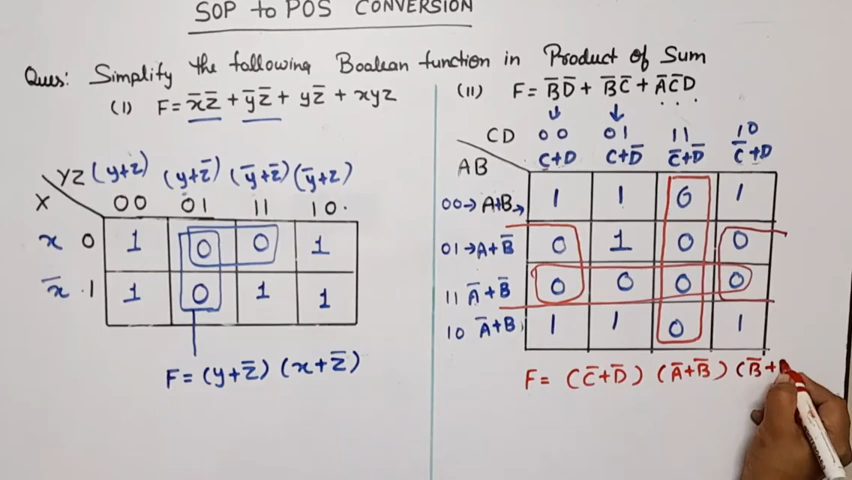 SOP to POS CONVERSION
Ques: Simplify the following Boolean function in Product of Sum
(I) F = x̄z̄ + ȳz̄ + yz̄ + xyz
(II) F = B̄D̄ + B̄C̄ + ĀC̄D
YZ (y+z) (y+z̄) (ȳ+z̄) (ȳ+z)
X 00 01 11 10
x 0 1 0 0 1
x̄ 1 1 0 1 1
F = (y+z̄) (x+z̄)
CD 00 01 11 10
AB C+D C+D̄ C̄+D̄ C̄+D
00→ A+B→ 1 1 0 1
01→ A+B̄ 0 1 0 0
11 Ā+B̄ 0 0 0 0
10 Ā+B 1 1 0 1
F = (C̄+D̄) (Ā+B̄) (B̄+